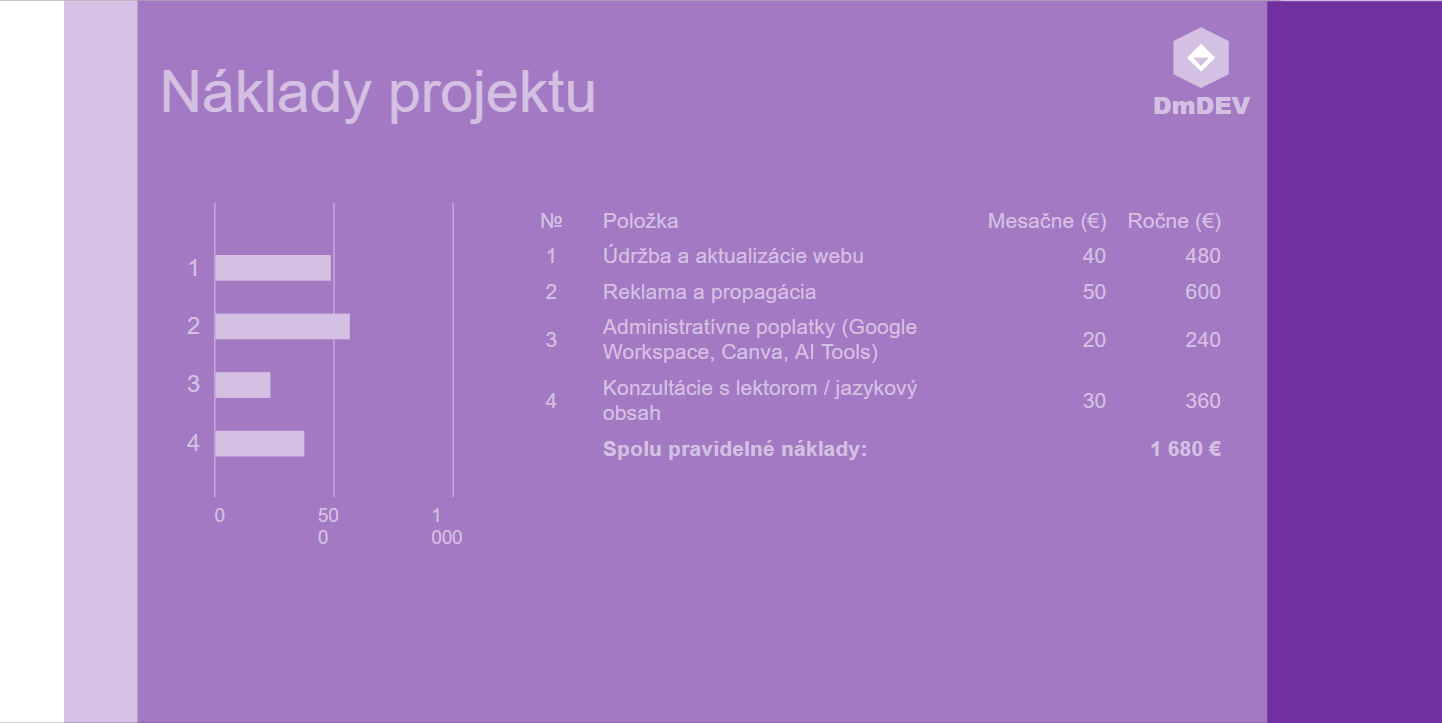 Náklady projektu
DmDEV
1
2
3
4
0
50
0
1
000
№ Položka Mesačne (€) Ročne (€)
1 Údržba a aktualizácie webu 40 480
2 Reklama a propagácia 50 600
3 Administratívne poplatky (Google
Workspace, Canva, AI Tools) 20 240
4 Konzultácie s lektorom / jazykový
obsah 30 360
Spolu pravidelné náklady: 1 680 €